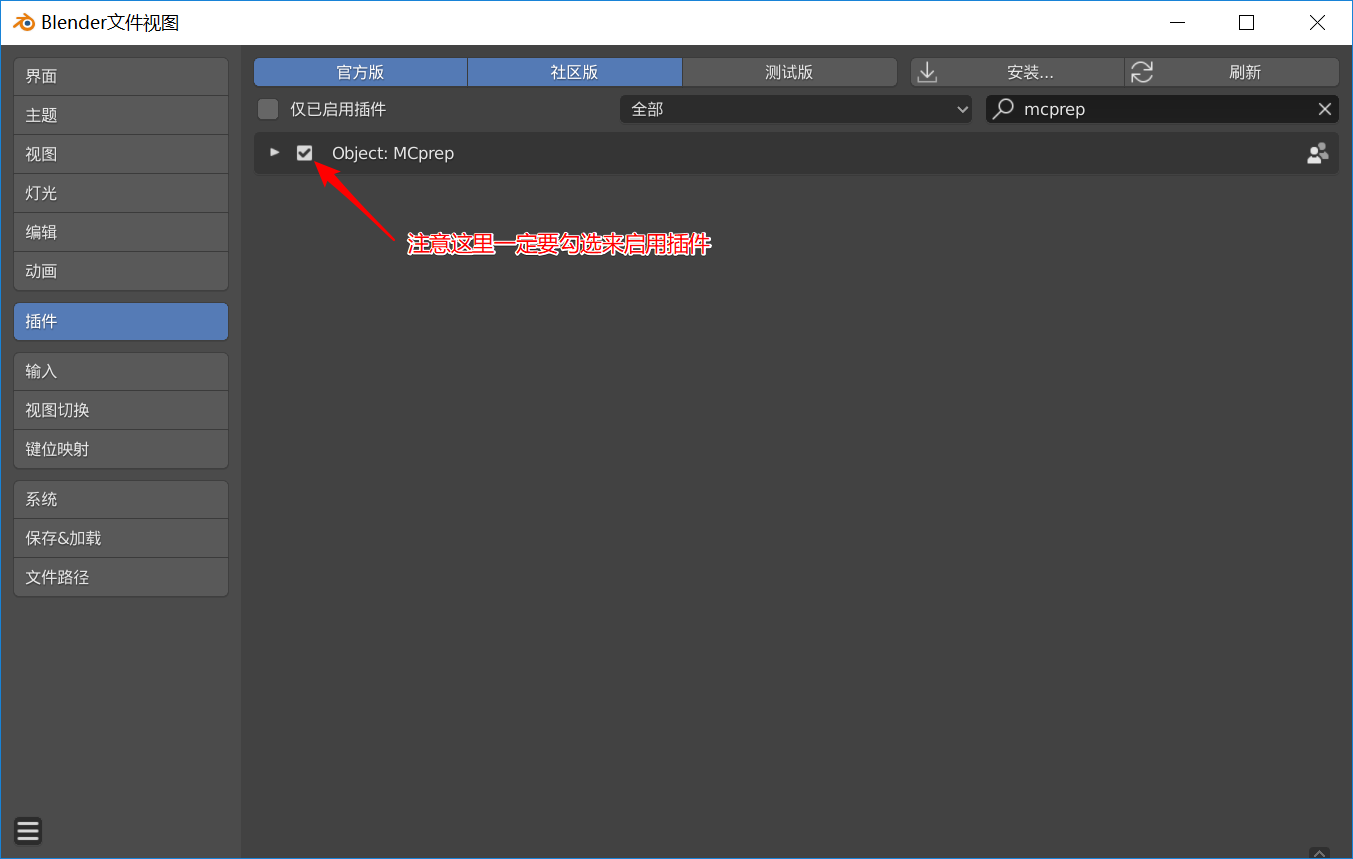 Blender文件视图
界面
主题
视图
灯光
编辑
动画
插件
输入
视图切换
键位映射
系统
保存&加载
文件路径
官方版 社区版 测试版 安装... 刷新
仅已启用插件 全部 mcprep
Object: MCprep
注意这里一定要勾选来启用插件